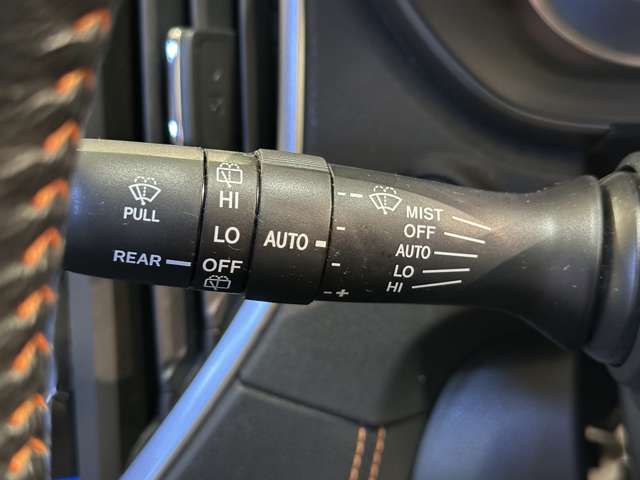 PULL
REAR
HI
LO
OFF
AUTO
- +
MIST
OFF
AUTO
LO
HI